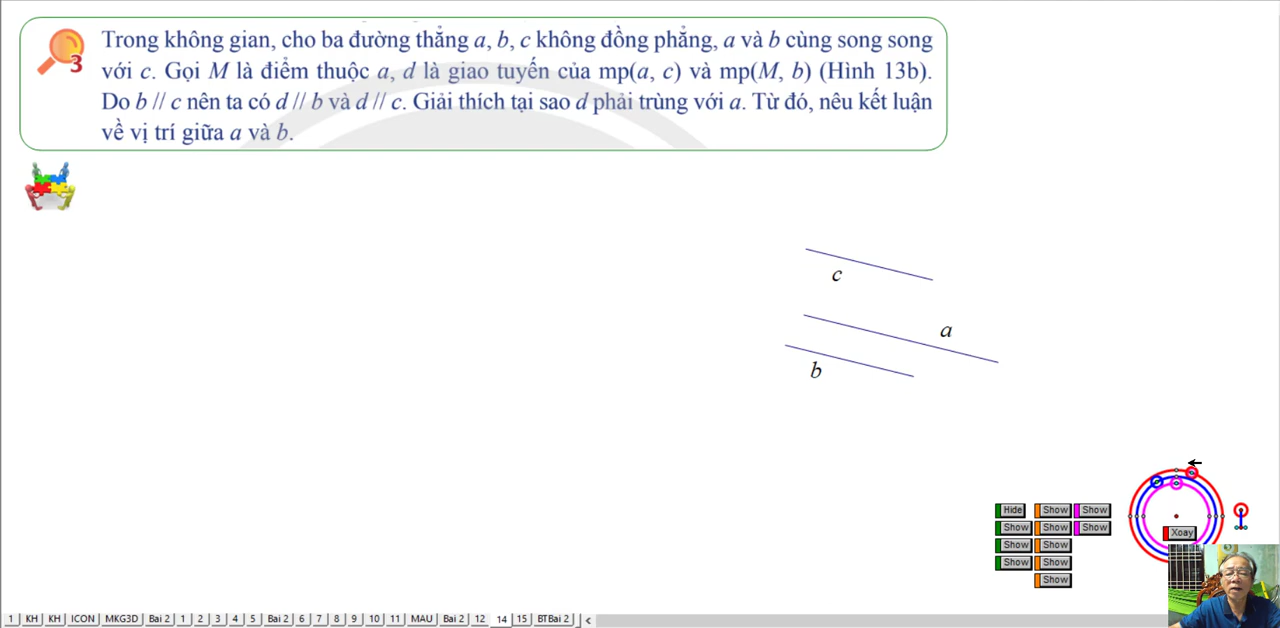 Trong không gian, cho ba đường thẳng a, b, c không đồng phẳng, a và b cùng song song
với c. Gọi M là điểm thuộc a, d là giao tuyến của mp(a, c) và mp(M, b) (Hình 13b).
Do b // c nên ta có d // b và d // c. Giải thích tại sao d phải trùng với a. Từ đó, nêu kết luận
về vị trí giữa a và b.
3
c
a
b
Hide Show Show
Show Show Show
Show Show
Show Show
Show
Xoay
1 KH KH ICON MKG3D Bai 2 1 2 3 4 5 Bai 2 6 7 8 9 10 11 MAU Bai 2 12 14 15 BTBai 2